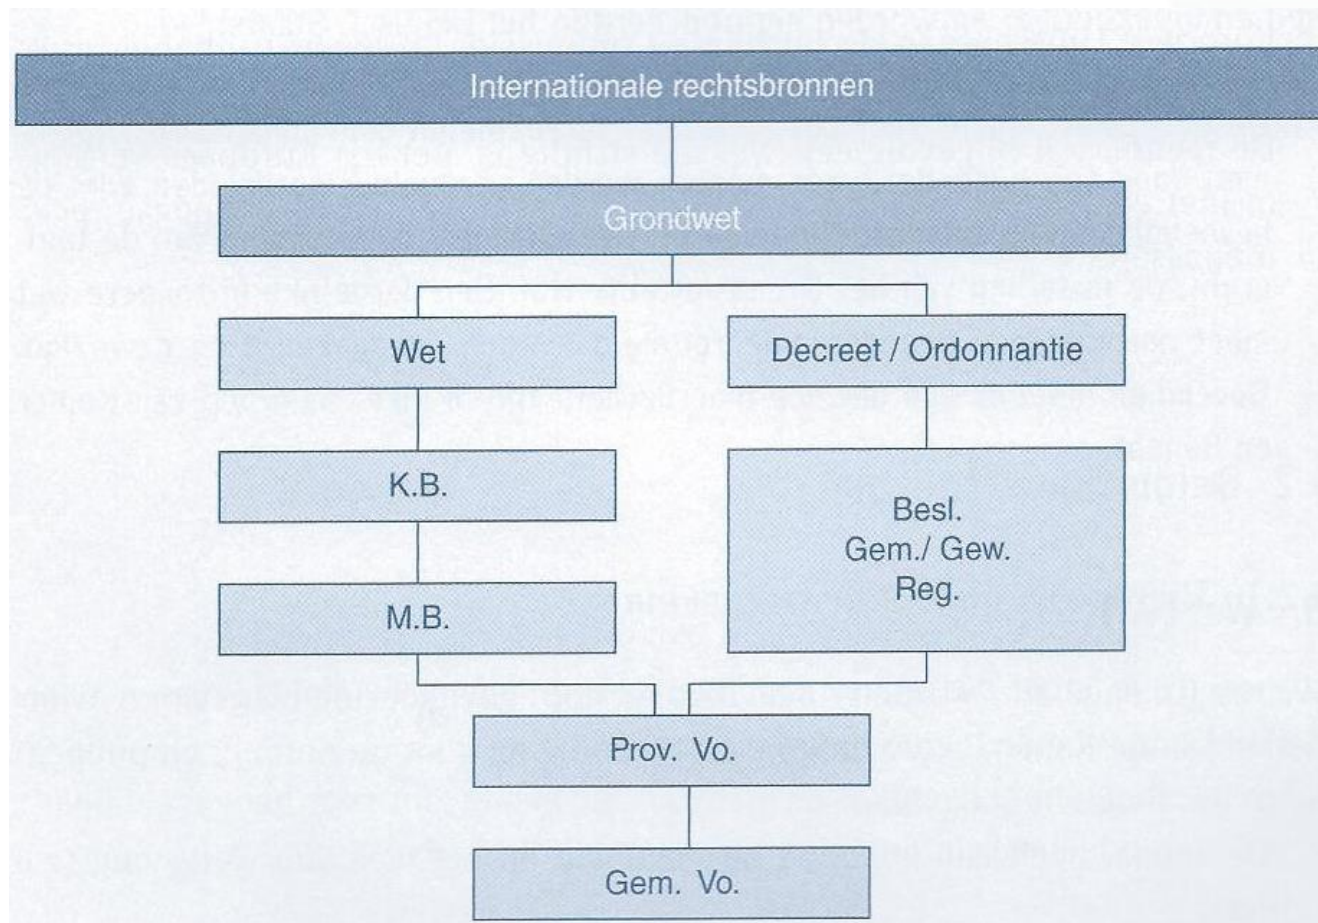 Internationale rechtsbronnen
Grondwet
Wet
Decreet / Ordonnantie
K.B.
Besl.
Gem./ Gew.
Reg.
M.B.
Prov. Vo.
Gem. Vo.